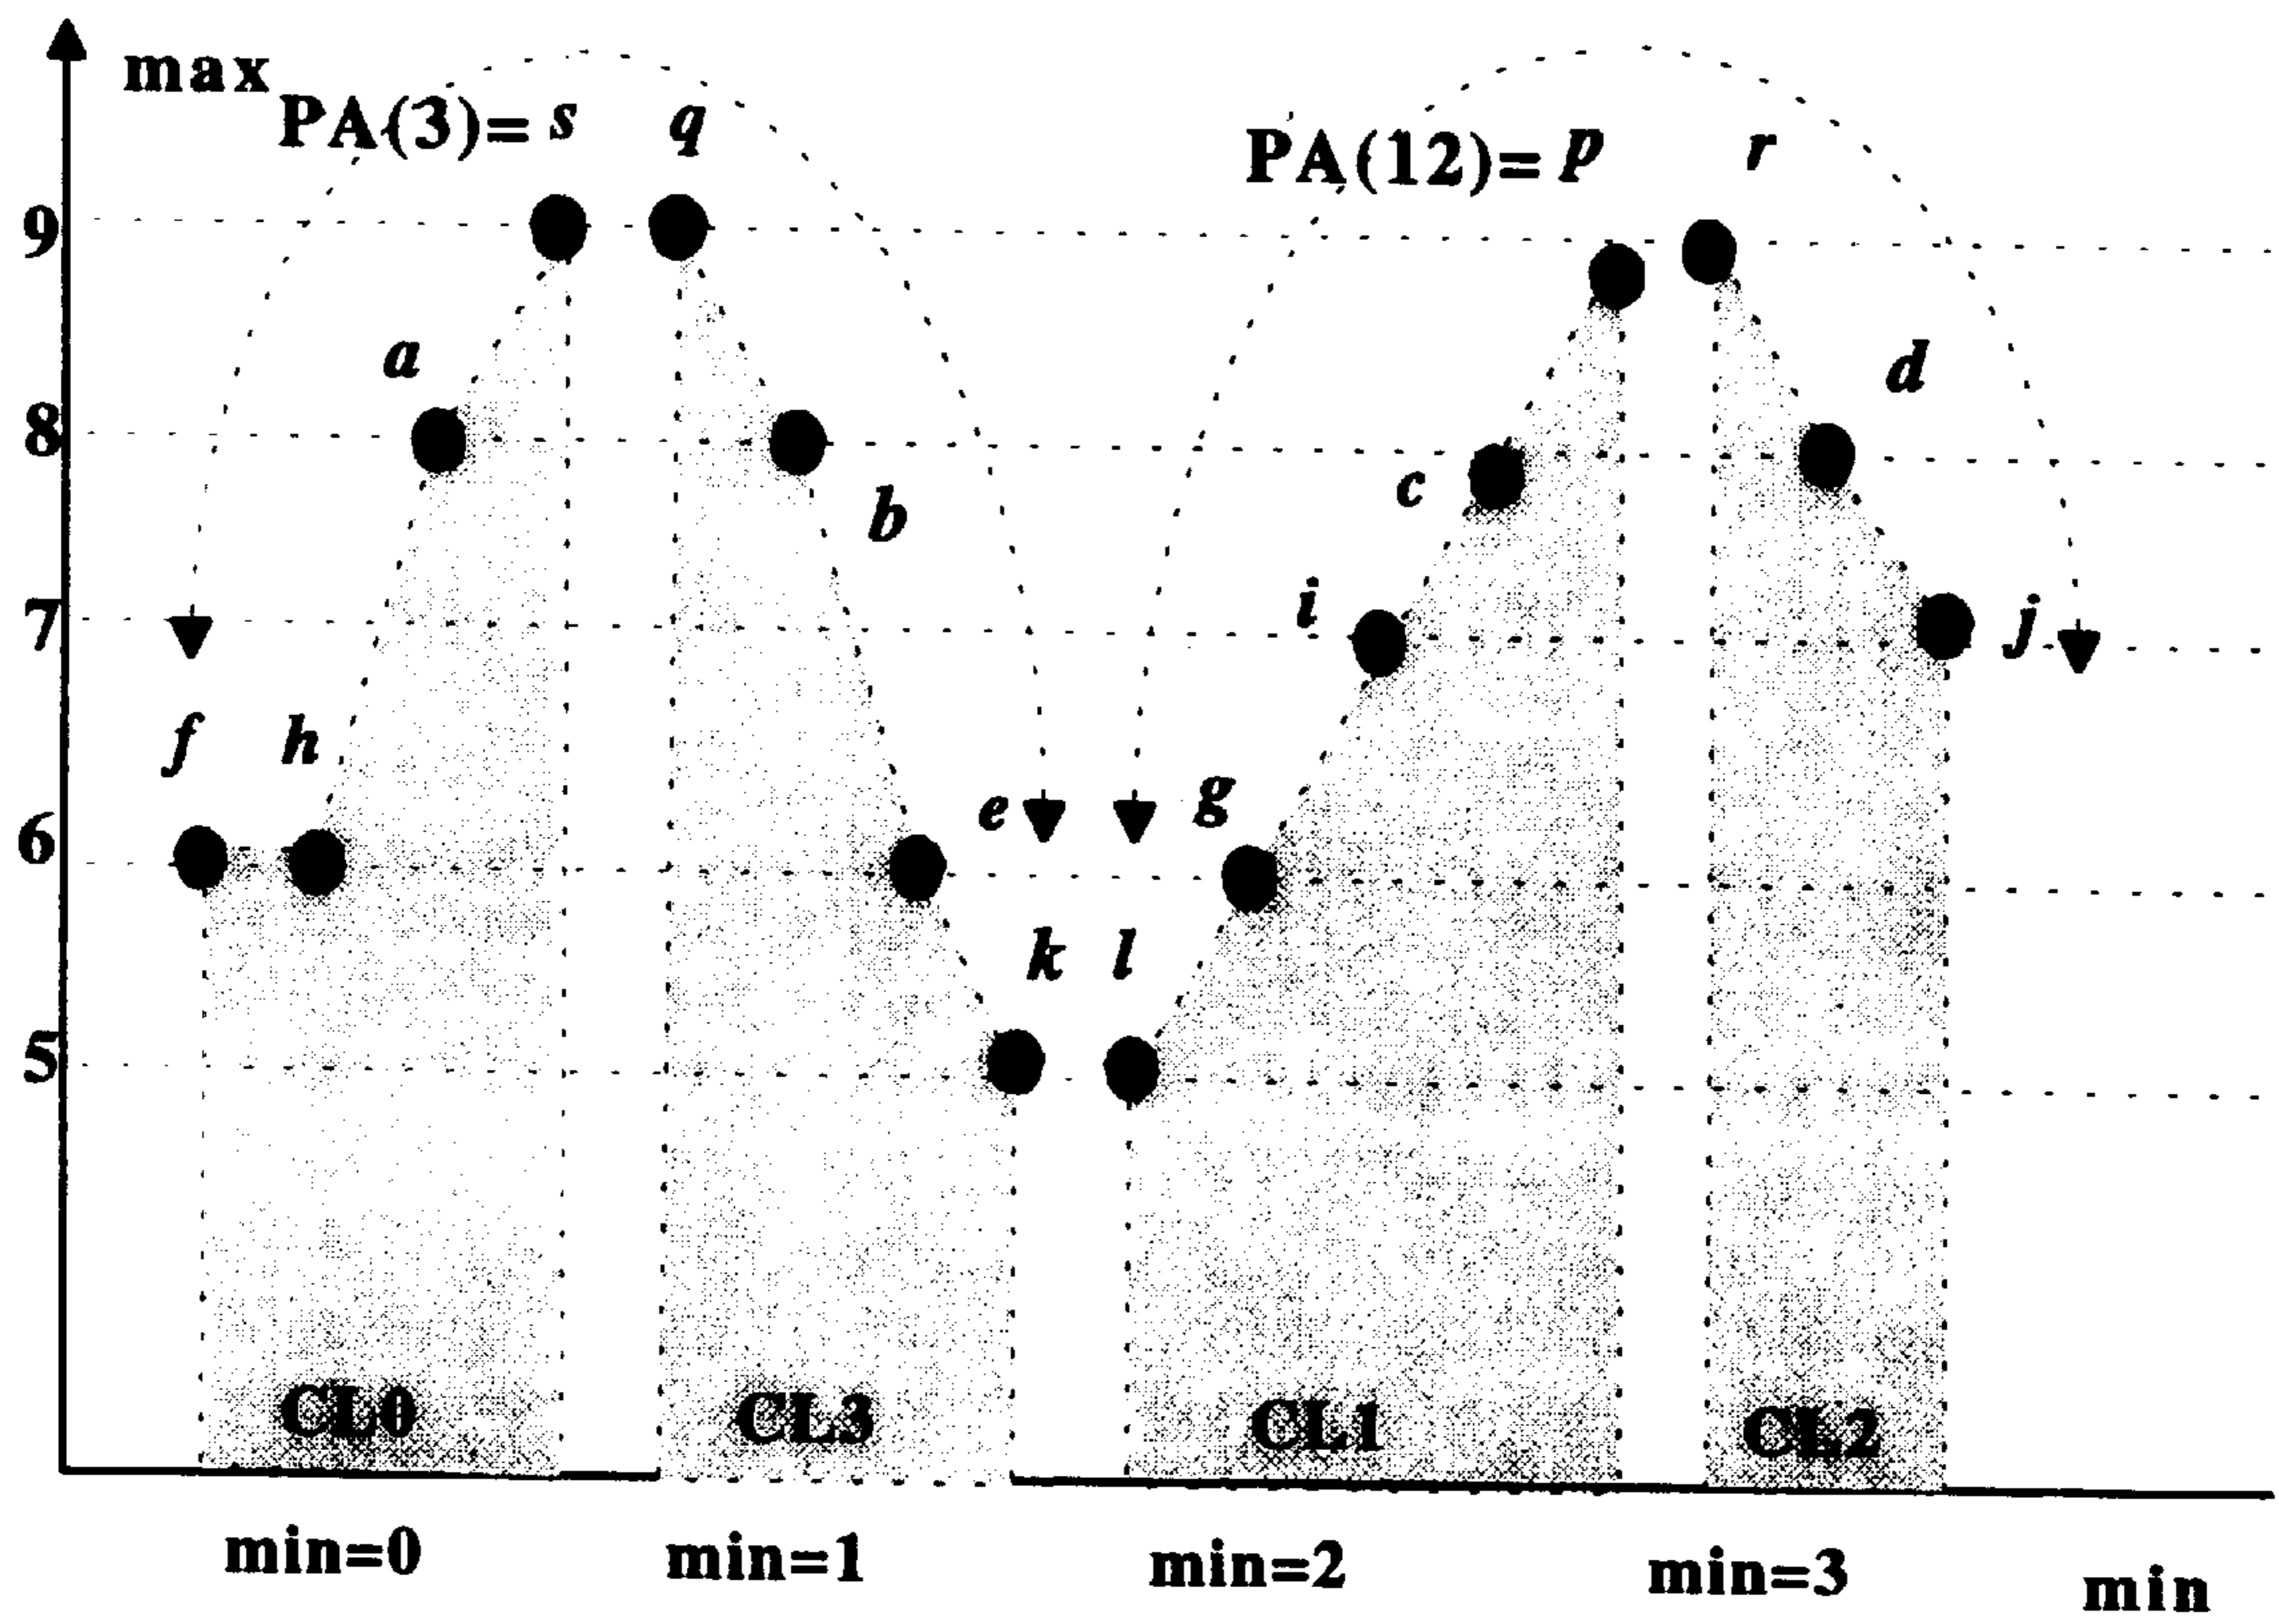 max
PA(3)= s q
PA(12)= p r
9
a
d
8
c
b
i
7
j
f h
g
e
6
k l
5
CL0 CL3 CL1 CL2
min=0 min=1 min=2 min=3 min